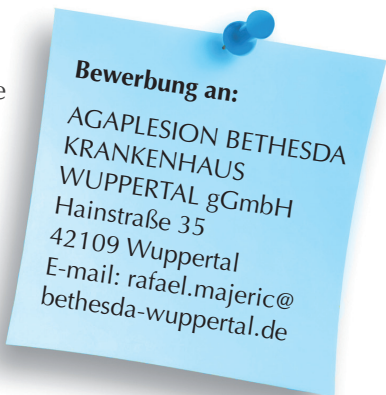 e
Bewerbung an:
AGAPLESION BETHESDA
KRANKENHAUS
WUPPERTAL gGmbH
Hainstraße 35
42109 Wuppertal
E-mail: rafael.majeric@
bethesda-wuppertal.de